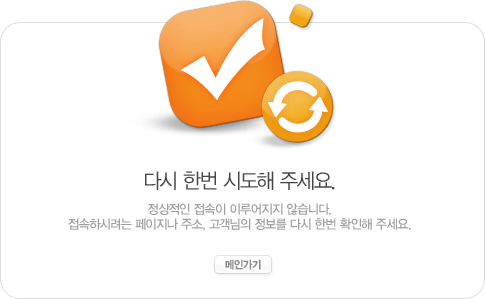 다시 한번 시도해 주세요.
정상적인 접속이 이루어지지 않습니다.
접속하시려는 페이지나 주소, 고객님의 정보를 다시 한번 확인해 주세요.
메인가기